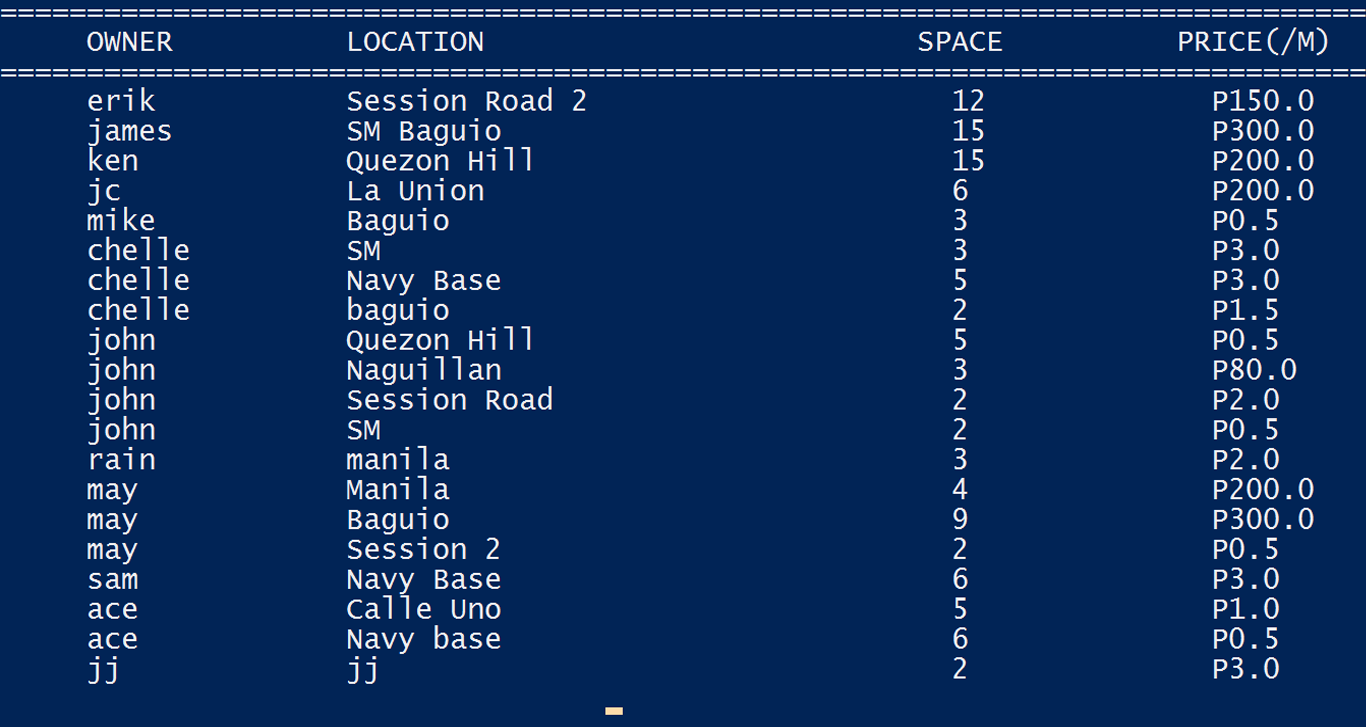 ================================================================================
OWNER LOCATION SPACE PRICE(/M)
================================================================================
erik Session Road 2 12 P150.0
james SM Baguio 15 P300.0
ken Quezon Hill 15 P200.0
jc La Union 6 P200.0
mike Baguio 3 P0.5
chelle SM 3 P3.0
chelle Navy Base 5 P3.0
chelle baguio 2 P1.5
john Quezon Hill 5 P0.5
john Naguillan 3 P80.0
john Session Road 2 P2.0
john SM 2 P0.5
rain manila 3 P2.0
may Manila 4 P200.0
may Baguio 9 P300.0
may Session 2 2 P0.5
sam Navy Base 6 P3.0
ace Calle Uno 5 P1.0
ace Navy base 6 P0.5
jj jj 2 P3.0